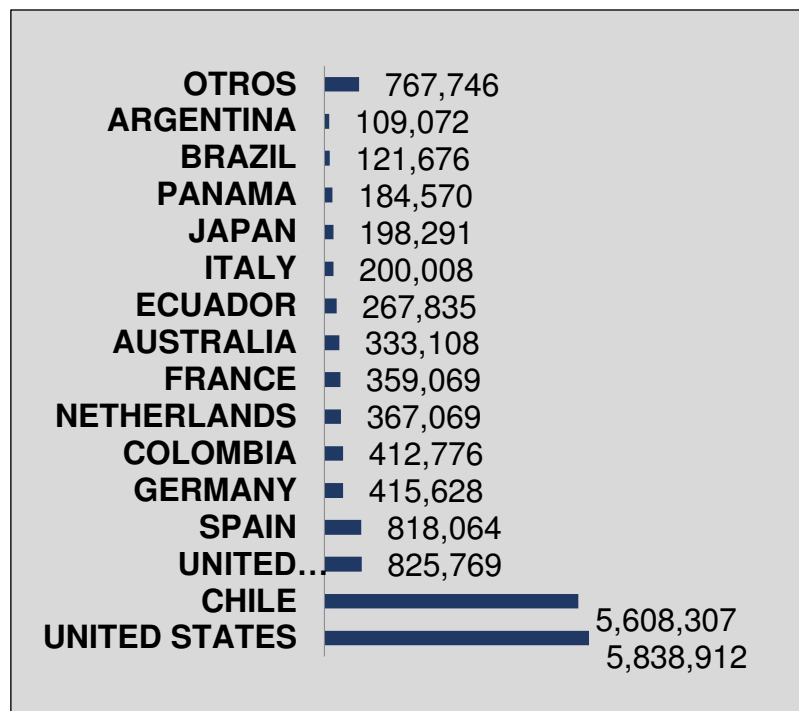 OTROS 767,746
ARGENTINA 109,072
BRAZIL 121,676
PANAMA 184,570
JAPAN 198,291
ITALY 200,008
ECUADOR 267,835
AUSTRALIA 333,108
FRANCE 359,069
NETHERLANDS 367,069
COLOMBIA 412,776
GERMANY 415,628
SPAIN 818,064
UNITED... 825,769
CHILE 5,608,307
UNITED STATES 5,838,912